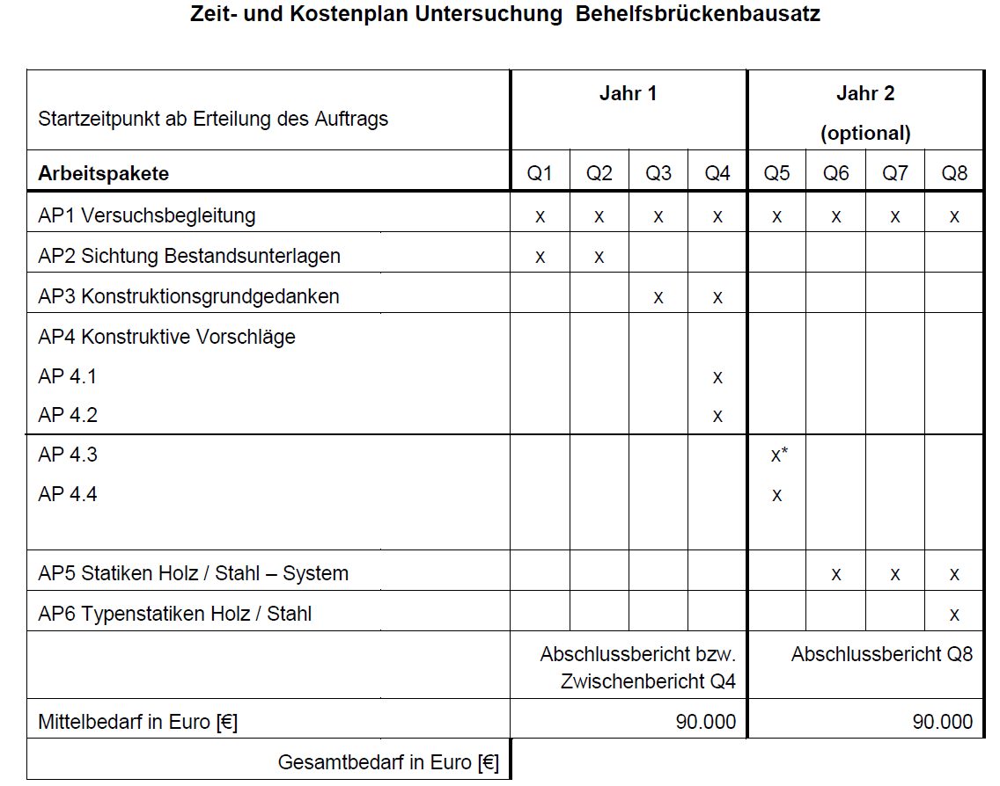 Zeit- und Kostenplan Untersuchung Behelfsbrückenbausatz
Startzeitpunkt ab Erteilung des Auftrags Jahr 1 Jahr 2
(optional)
Arbeitspakete Q1 Q2 Q3 Q4 Q5 Q6 Q7 Q8
AP1 Versuchsbegleitung x x x x x x x x
AP2 Sichtung Bestandsunterlagen x x
AP3 Konstruktionsgrundgedanken x x
AP4 Konstruktive Vorschläge
AP 4.1 x
AP 4.2 x
AP 4.3 x*
AP 4.4 x
AP5 Statiken Holz / Stahl – System x x x
AP6 Typenstatiken Holz / Stahl x
Abschlussbericht bzw. Abschlussbericht Q8
Zwischenbericht Q4
Mittelbedarf in Euro [€] 90.000 90.000
Gesamtbedarf in Euro [€]